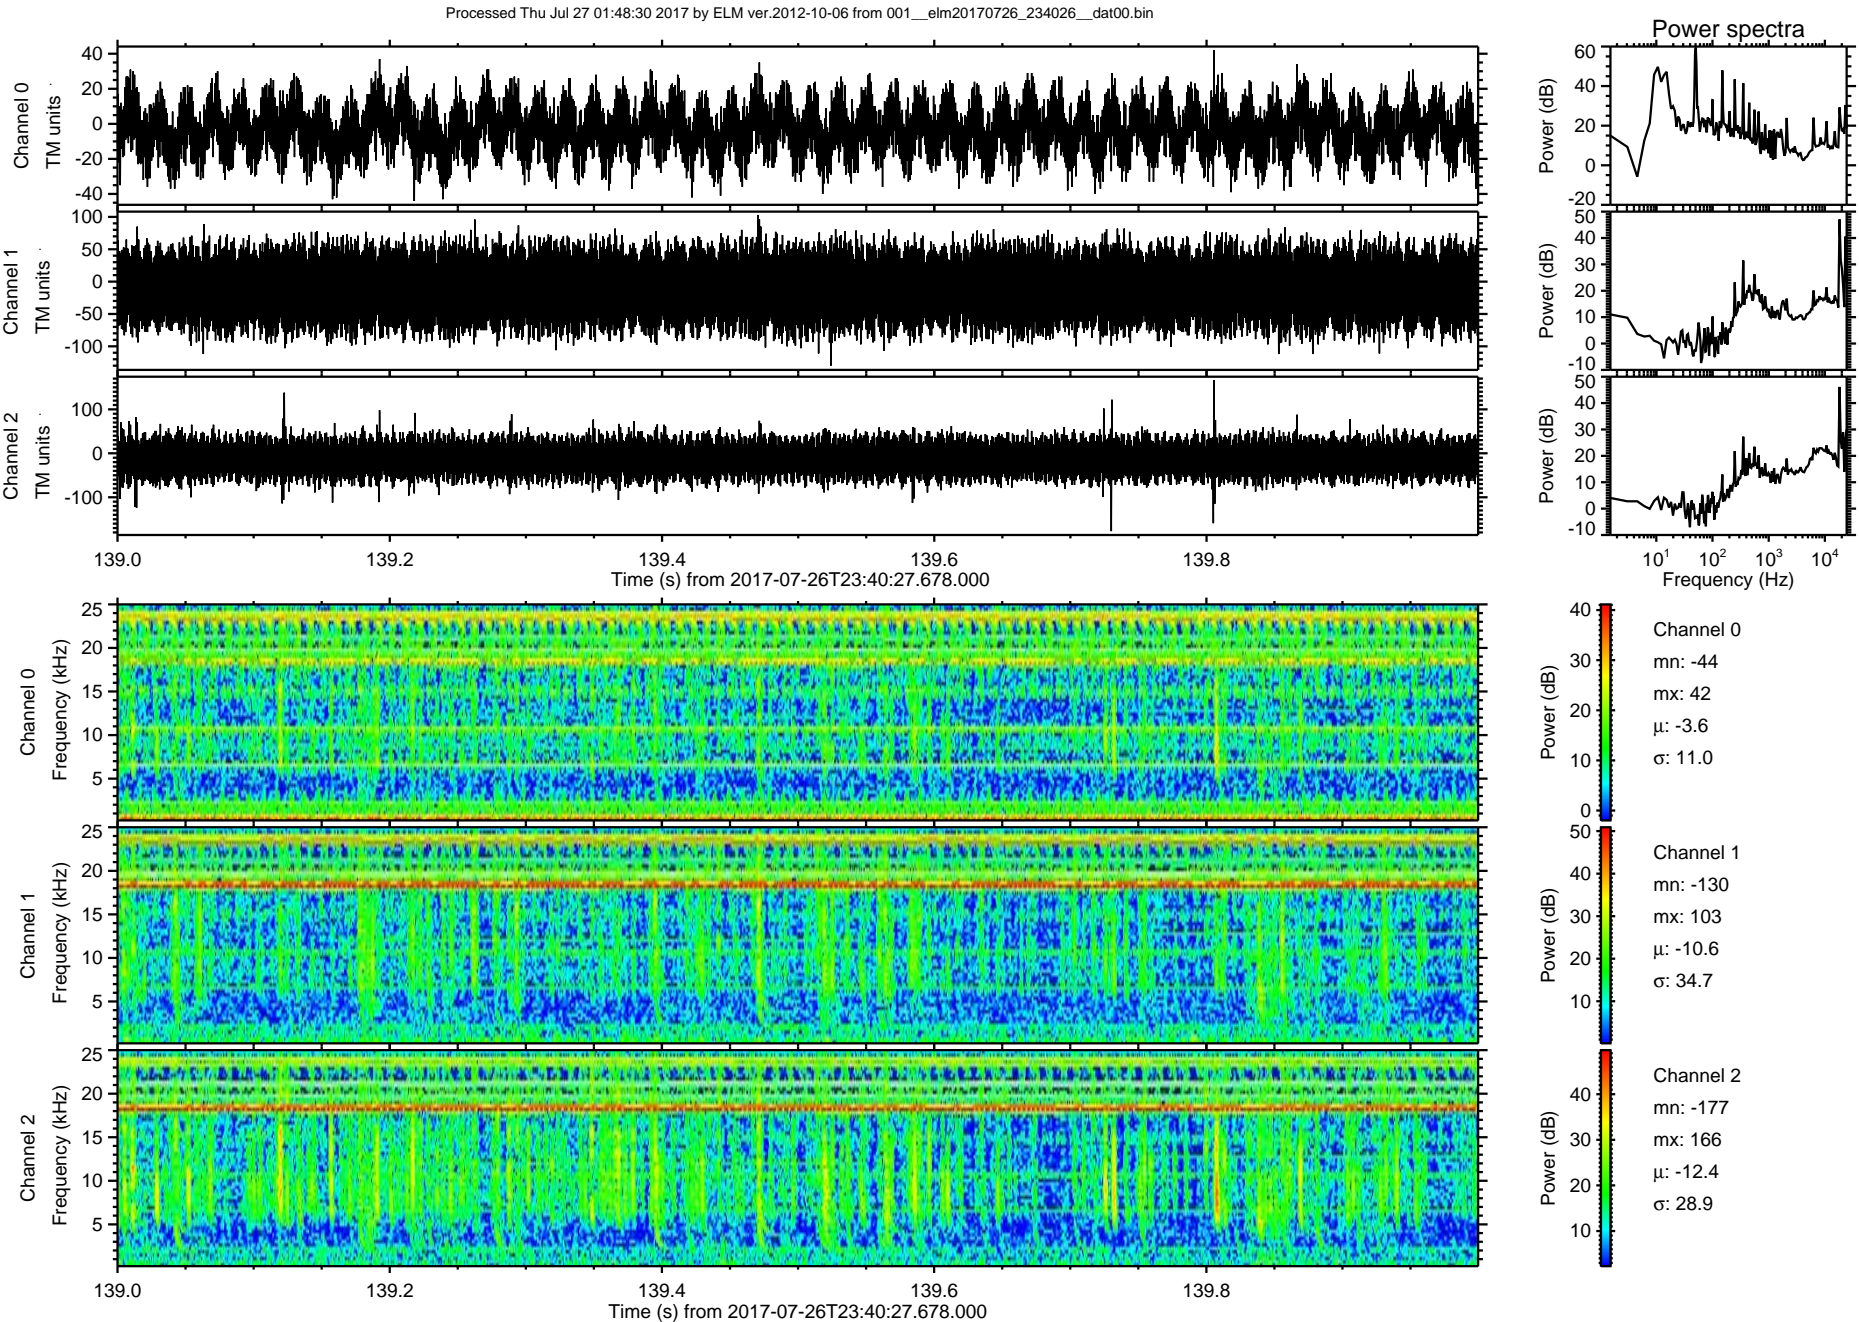 Processed Thu Jul 27 01:48:30 2017 by ELM ver.2012-10-06 from 001__elm20170726_234026__dat00.bin
Power spectra
Channel 0
TM units
40
20
0
-20
-40
Power (dB)
60
40
20
0
-20
Channel 1
TM units
100
50
0
-50
-100
Power (dB)
50
40
30
20
10
0
-10
Channel 2
TM units
100
0
-100
Power (dB)
50
40
30
20
10
0
-10
139.0 139.2 139.4 139.6 139.8
Time (s) from 2017-07-26T23:40:27.678.000
10^1 10^2 10^3 10^4
Frequency (Hz)
Channel 0
Frequency (kHz)
25
20
15
10
5
Power (dB)
40
30
20
10
0
Channel 0
mn: -44
mx: 42
μ: -3.6
σ: 11.0
Channel 1
Frequency (kHz)
25
20
15
10
5
Power (dB)
50
40
30
20
10
Channel 1
mn: -130
mx: 103
μ: -10.6
σ: 34.7
Channel 2
Frequency (kHz)
25
20
15
10
5
Power (dB)
40
30
20
10
Channel 2
mn: -177
mx: 166
μ: -12.4
σ: 28.9
139.0 139.2 139.4 139.6 139.8
Time (s) from 2017-07-26T23:40:27.678.000